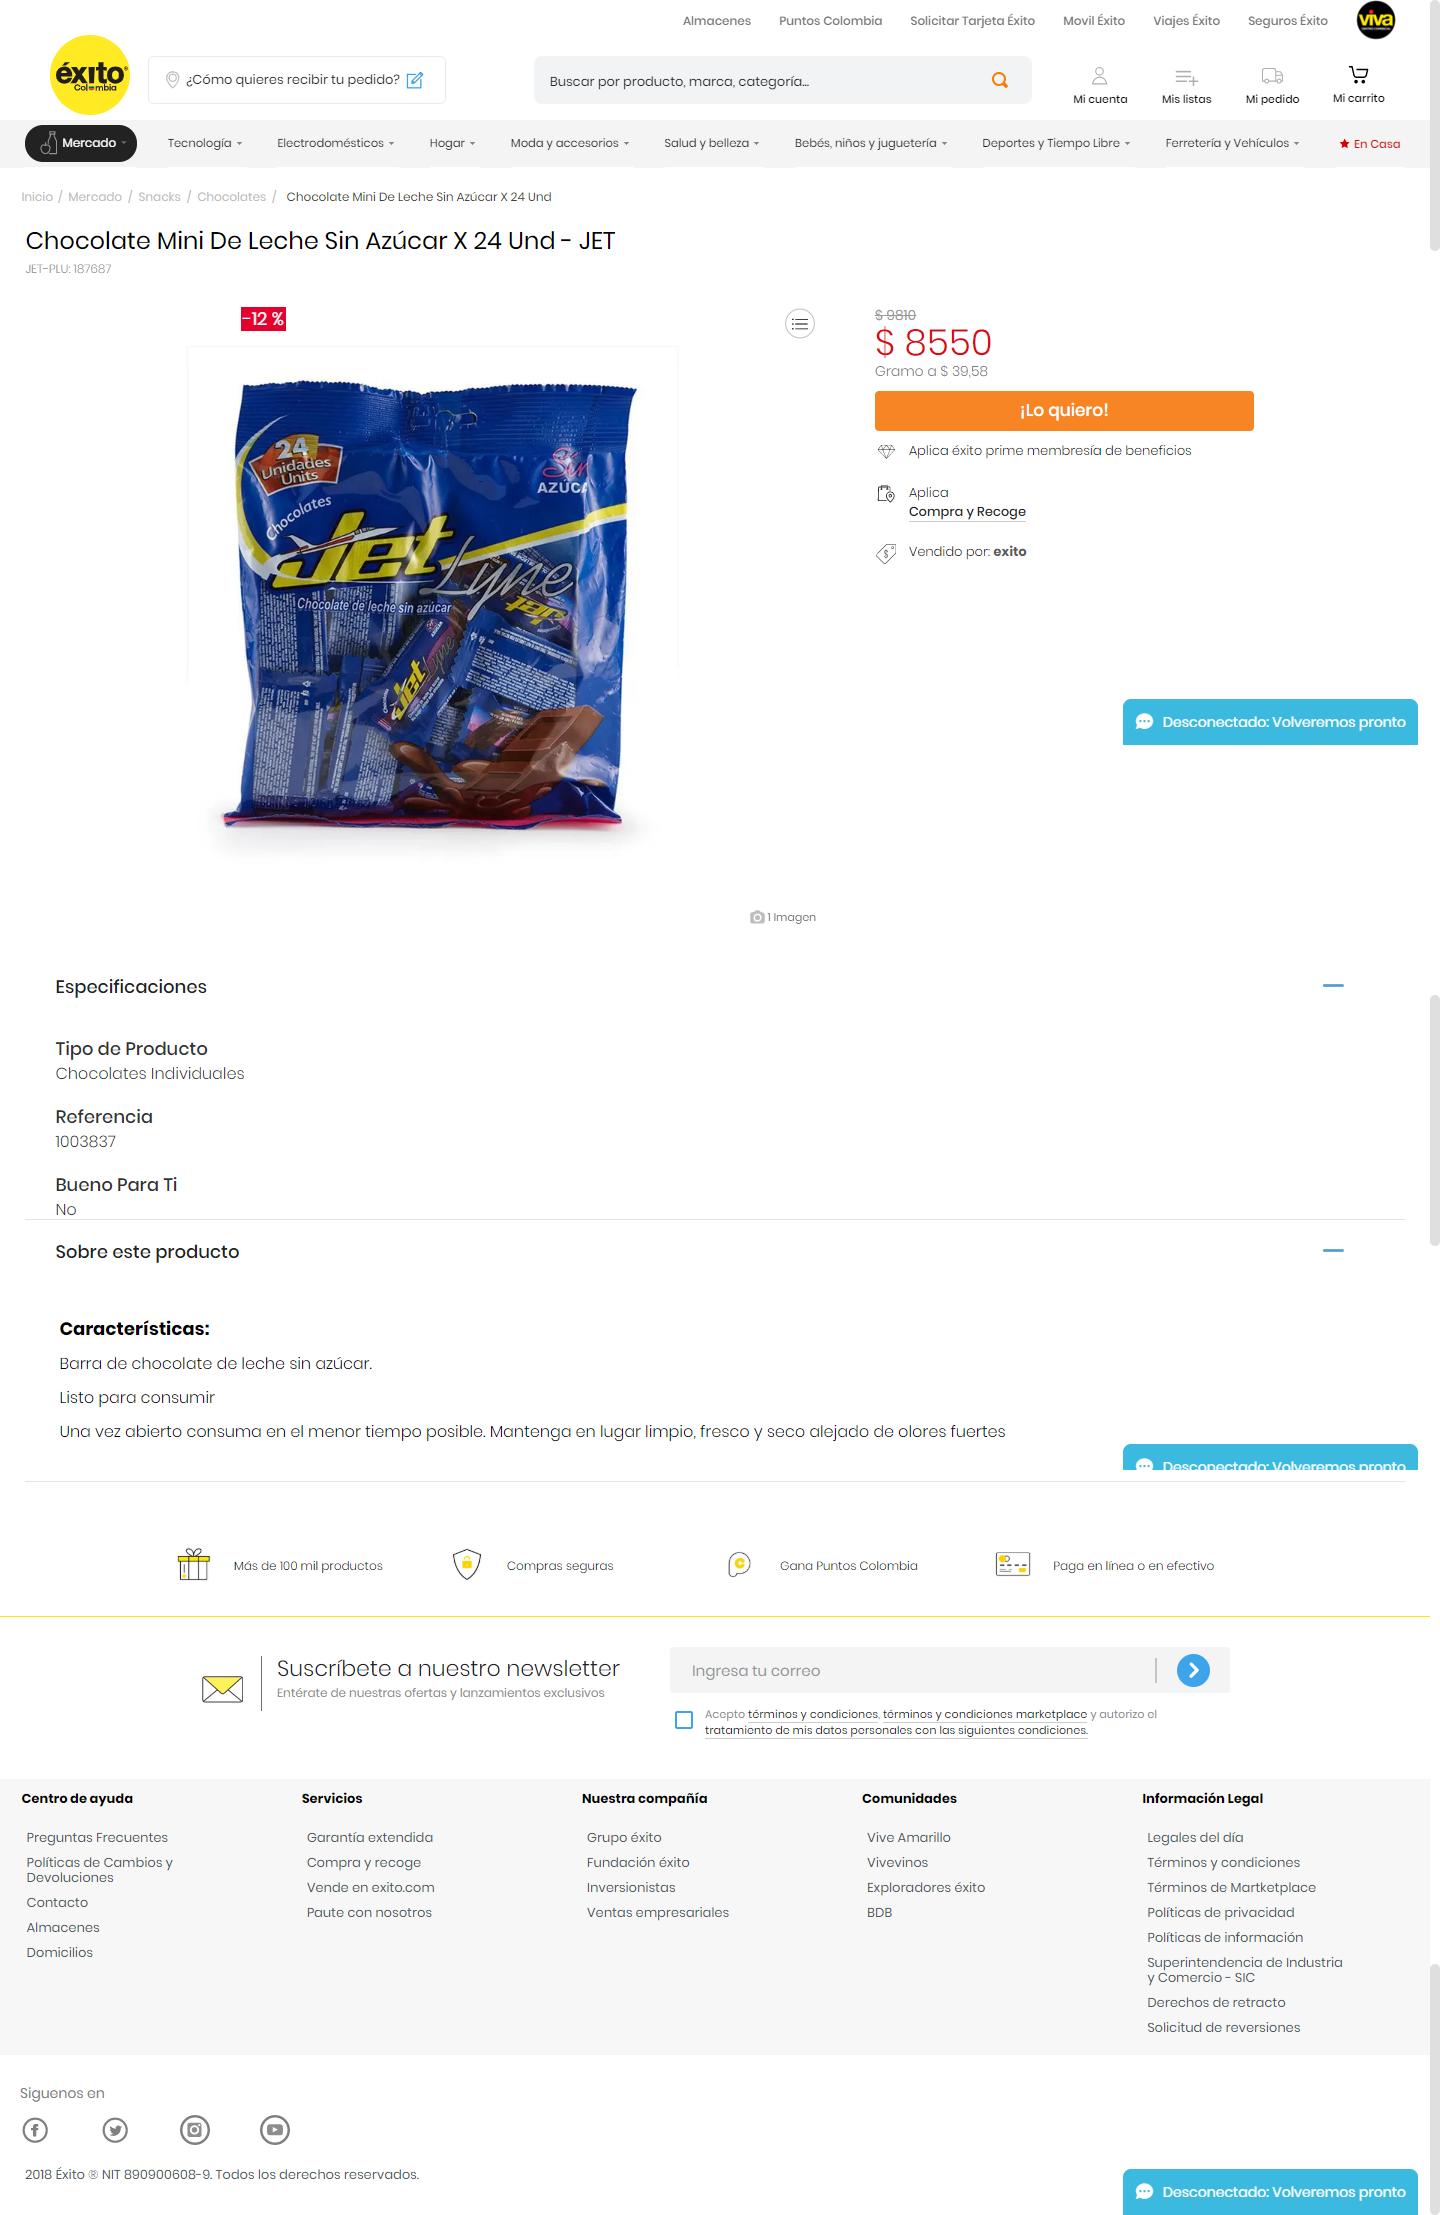 Almacenes Puntos Colombia Solicitar Tarjeta Éxito Movil Éxito Viajes Éxito Seguros Éxito viva
éxito
Colombia
¿Cómo quieres recibir tu pedido?
Buscar por producto, marca, categoría...
Mi cuenta Mis listas Mi pedido Mi carrito
Mercado Tecnología Electrodomésticos Hogar Moda y accesorios Salud y belleza Bebés, niños y juguetería Deportes y Tiempo Libre Ferretería y Vehículos En Casa
Inicio / Mercado / Snacks / Chocolates / Chocolate Mini De Leche Sin Azúcar X 24 Und
Chocolate Mini De Leche Sin Azúcar X 24 Und - JET
JET-PLU: 187687
-12 %
24
Unidades
Units
Chocolates
Sin
AZÚC
Jet
Lyne
Chocolate de leche sin azúcar
Jet
Jet
1 Imagen
$ 9810
$ 8550
Gramo a $ 39,58
¡Lo quiero!
Aplica éxito prime membresía de beneficios
Aplica
Compra y Recoge
Vendido por: exito
Desconectado: Volveremos pronto
Especificaciones
Tipo de Producto
Chocolates Individuales
Referencia
1003837
Bueno Para Ti
No
Sobre este producto
Características:
Barra de chocolate de leche sin azúcar.
Listo para consumir
Una vez abierto consuma en el menor tiempo posible. Mantenga en lugar limpio, fresco y seco alejado de olores fuertes
Desconectado: Volveremos pronto
Más de 100 mil productos Compras seguras Gana Puntos Colombia Paga en línea o en efectivo
Suscríbete a nuestro newsletter
Entérate de nuestras ofertas y lanzamientos exclusivos
Ingresa tu correo
Acepto términos y condiciones, términos y condiciones marketplace y autorizo el
tratamiento de mis datos personales con las siguientes condiciones.
Centro de ayuda
Preguntas Frecuentes
Políticas de Cambios y
Devoluciones
Contacto
Almacenes
Domicilios
Servicios
Garantía extendida
Compra y recoge
Vende en exito.com
Paute con nosotros
Nuestra compañía
Grupo éxito
Fundación éxito
Inversionistas
Ventas empresariales
Comunidades
Vive Amarillo
Vivevinos
Exploradores éxito
BDB
Información Legal
Legales del día
Términos y condiciones
Términos de Martketplace
Políticas de privacidad
Políticas de información
Superintendencia de Industria
y Comercio - SIC
Derechos de retracto
Solicitud de reversiones
Siguenos en
2018 Éxito ® NIT 890900608-9. Todos los derechos reservados.
Desconectado: Volveremos pronto